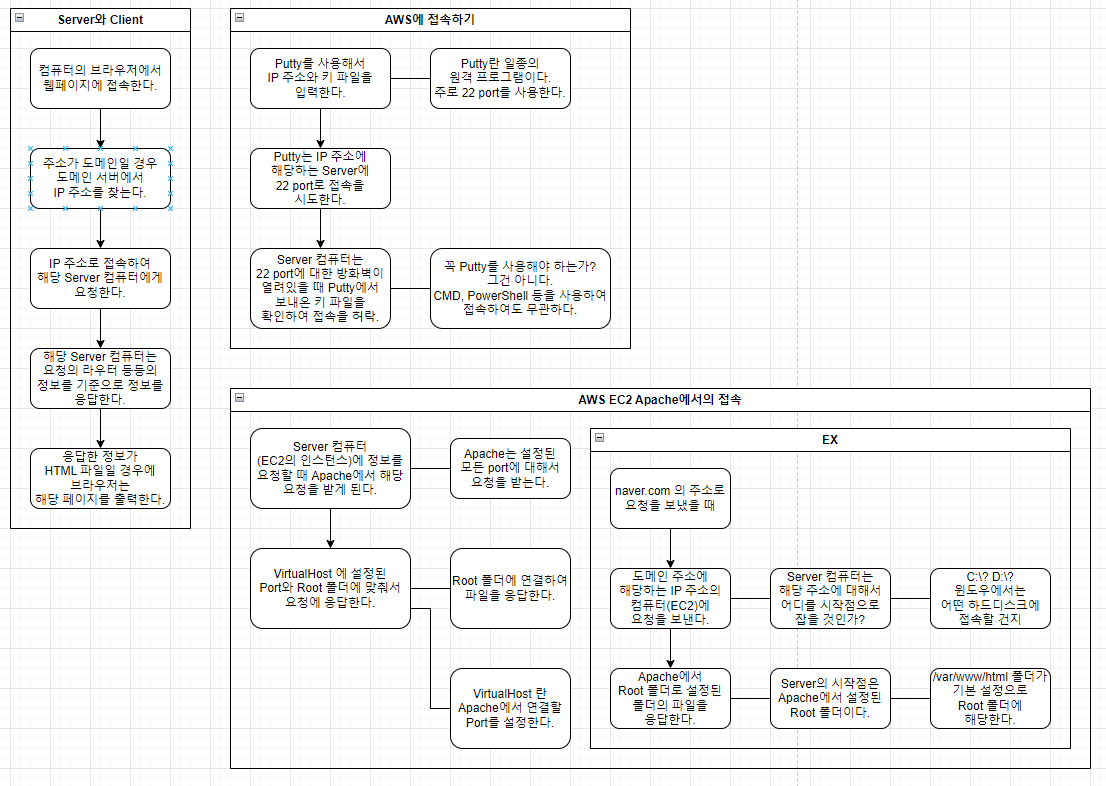 Server와 Client
컴퓨터의 브라우저에서
웹페이지에 접속한다.
주소가 도메인일 경우
도메인 서버에서
IP 주소를 찾는다.
IP 주소로 접속하여
해당 Server 컴퓨터에게
요청한다.
해당 Server 컴퓨터는
요청의 라우터 등등의
정보를 기준으로 정보를
응답한다.
응답한 정보가
HTML 파일일 경우에
브라우저는
해당 페이지를 출력한다.
AWS에 접속하기
Putty를 사용해서
IP 주소와 키 파일을
입력한다.
Putty란 일종의
원격 프로그램이다.
주로 22 port를 사용한다.
Putty는 IP 주소에
해당하는 Server에
22 port로 접속을
시도한다.
Server 컴퓨터는
22 port에 대한 방화벽이
열려있을 때 Putty에서
보내온 키 파일을
확인하여 접속을 허락.
꼭 Putty를 사용해야 하는가?
그건 아니다.
CMD, PowerShell 등을 사용하여
접속하여도 무관하다.
AWS EC2 Apache에서의 접속
Server 컴퓨터
(EC2의 인스턴스)에 정보를
요청할 때 Apache에서 해당
요청을 받게 된다.
Apache는 설정된
모든 port에 대해서
요청을 받는다.
VirtualHost 에 설정된
Port와 Root 폴더에 맞춰서
요청에 응답한다.
Root 폴더에 연결하여
파일을 응답한다.
VirtualHost 란
Apache에서 연결할
Port를 설정한다.
EX
naver.com 의 주소로
요청을 보냈을 때
도메인 주소에
해당하는 IP 주소의
컴퓨터(EC2)에
요청을 보낸다.
Server 컴퓨터는
해당 주소에 대해서
어디를 시작점으로
잡을 것인가?
C:\? D:\?
윈도우에서는
어떤 하드디스크에
접속할 건지
Apache에서
Root 폴더로 설정된
폴더의 파일을
응답한다.
Server의 시작점은
Apache에서 설정된
Root 폴더이다.
/var/www/html 폴더가
기본 설정으로
Root 폴더에
해당한다.